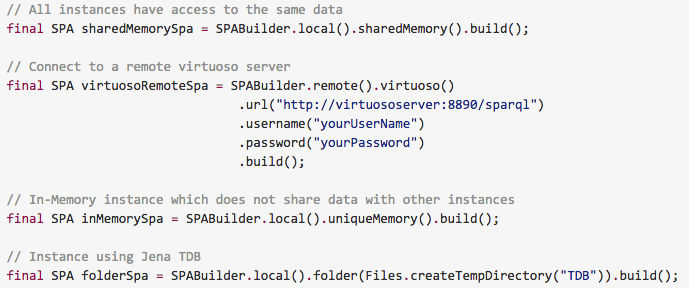 // All instances have access to the same data
final SPA sharedMemorySpa = SPABuilder.local().sharedMemory().build();
// Connect to a remote virtuoso server
final SPA virtuosoRemoteSpa = SPABuilder.remote().virtuoso()
.url("http://virtuososerver:8890/sparql")
.username("yourUserName")
.password("yourPassword")
.build();
// In-Memory instance which does not share data with other instances
final SPA inMemorySpa = SPABuilder.local().uniqueMemory().build();
// Instance using Jena TDB
final SPA folderSpa = SPABuilder.local().folder(Files.createTempDirectory("TDB")).build();